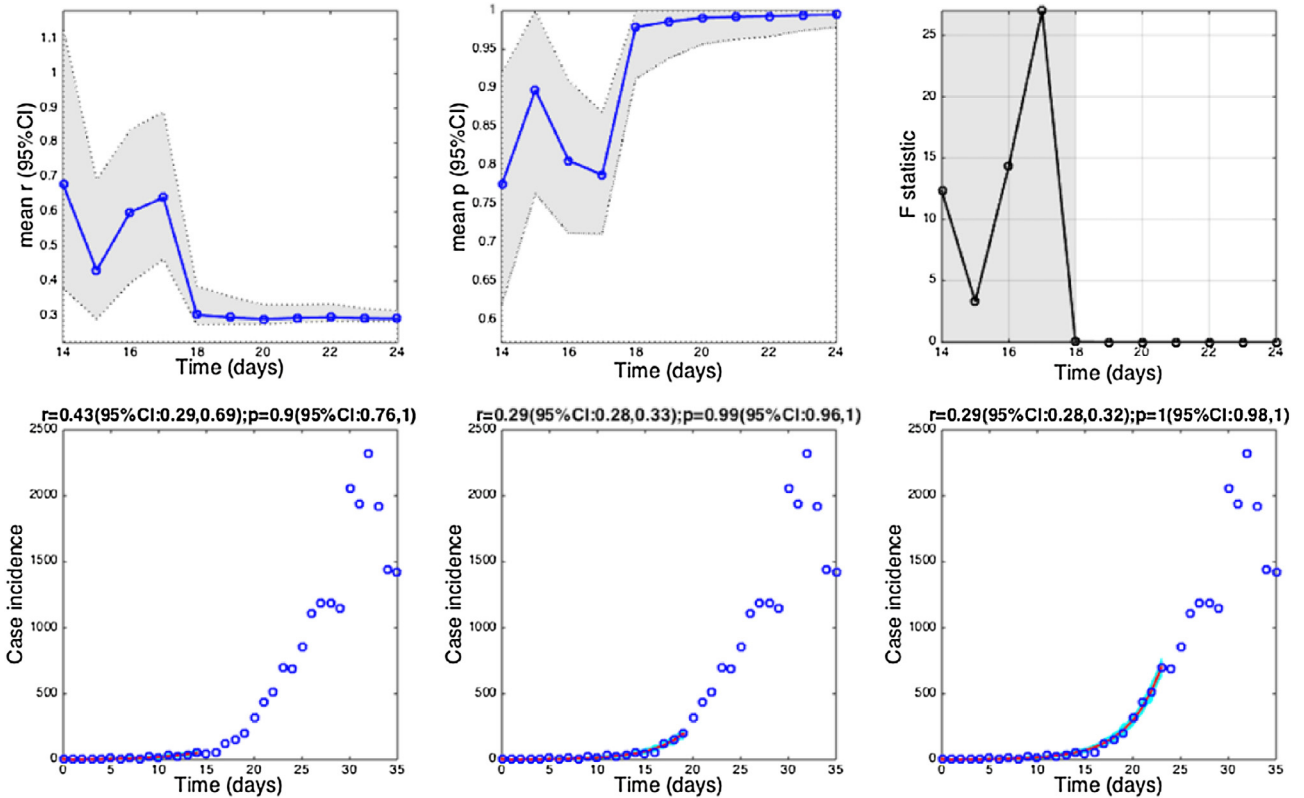 mean r (95%CI)
1.1
1
0.9
0.8
0.7
0.6
0.5
0.4
0.3
14 16 18 20 22 24
Time (days)
mean p (95%CI)
1
0.95
0.9
0.85
0.8
0.75
0.7
0.65
0.6
14 16 18 20 22 24
Time (days)
F statistic
25
20
15
10
5
0
14 16 18 20 22 24
Time (days)
r=0.43(95%CI:0.29,0.69);p=0.9(95%CI:0.76,1)
Case incidence
2500
2000
1500
1000
500
0
0 5 10 15 20 25 30 35
Time (days)
r=0.29(95%CI:0.28,0.33);p=0.99(95%CI:0.96,1)
Case incidence
2500
2000
1500
1000
500
0
0 5 10 15 20 25 30 35
Time (days)
r=0.29(95%CI:0.28,0.32);p=1(95%CI:0.98,1)
Case incidence
2500
2000
1500
1000
500
0
0 5 10 15 20 25 30 35
Time (days)